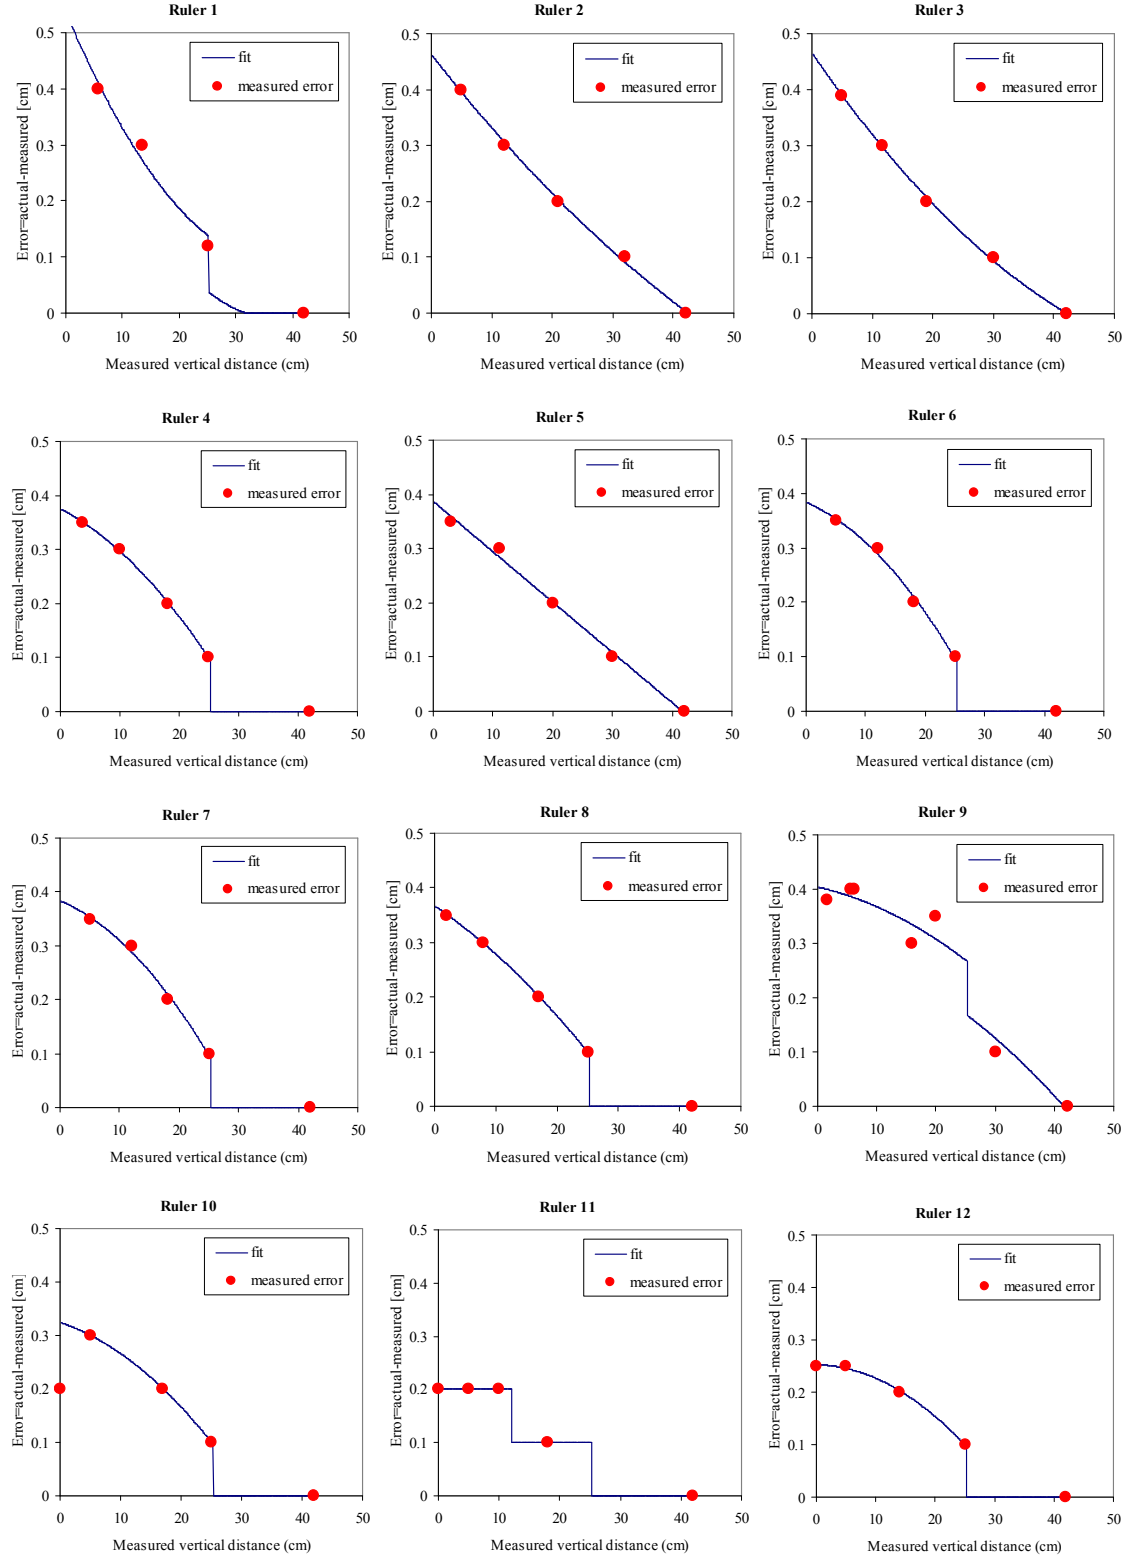 Ruler 1
0.5
0.4
0.3
0.2
0.1
0
Error=actual-measured [cm]
fit
measured error
0 10 20 30 40 50
Measured vertical distance (cm)
Ruler 2
0.5
0.4
0.3
0.2
0.1
0
Error=actual-measured [cm]
fit
measured error
0 10 20 30 40 50
Measured vertical distance (cm)
Ruler 3
0.5
0.4
0.3
0.2
0.1
0
Error=actual-measured [cm]
fit
measured error
0 10 20 30 40 50
Measured vertical distance (cm)
Ruler 4
0.5
0.4
0.3
0.2
0.1
0
Error=actual-measured [cm]
fit
measured error
0 10 20 30 40 50
Measured vertical distance (cm)
Ruler 5
0.5
0.4
0.3
0.2
0.1
0
Error=actual-measured [cm]
fit
measured error
0 10 20 30 40 50
Measured vertical distance (cm)
Ruler 6
0.5
0.4
0.3
0.2
0.1
0
Error=actual-measured [cm]
fit
measured error
0 10 20 30 40 50
Measured vertical distance (cm)
Ruler 7
0.5
0.4
0.3
0.2
0.1
0
Error=actual-measured [cm]
fit
measured error
0 10 20 30 40 50
Measured vertical distance (cm)
Ruler 8
0.5
0.4
0.3
0.2
0.1
0
Error=actual-measured [cm]
fit
measured error
0 10 20 30 40 50
Measured vertical distance (cm)
Ruler 9
0.5
0.4
0.3
0.2
0.1
0
Error=actual-measured [cm]
fit
measured error
0 10 20 30 40 50
Measured vertical distance (cm)
Ruler 10
0.5
0.4
0.3
0.2
0.1
0
Error=actual-measured [cm]
fit
measured error
0 10 20 30 40 50
Measured vertical distance (cm)
Ruler 11
0.5
0.4
0.3
0.2
0.1
0
Error=actual-measured [cm]
fit
measured error
0 10 20 30 40 50
Measured vertical distance (cm)
Ruler 12
0.5
0.4
0.3
0.2
0.1
0
Error=actual-measured [cm]
fit
measured error
0 10 20 30 40 50
Measured vertical distance (cm)